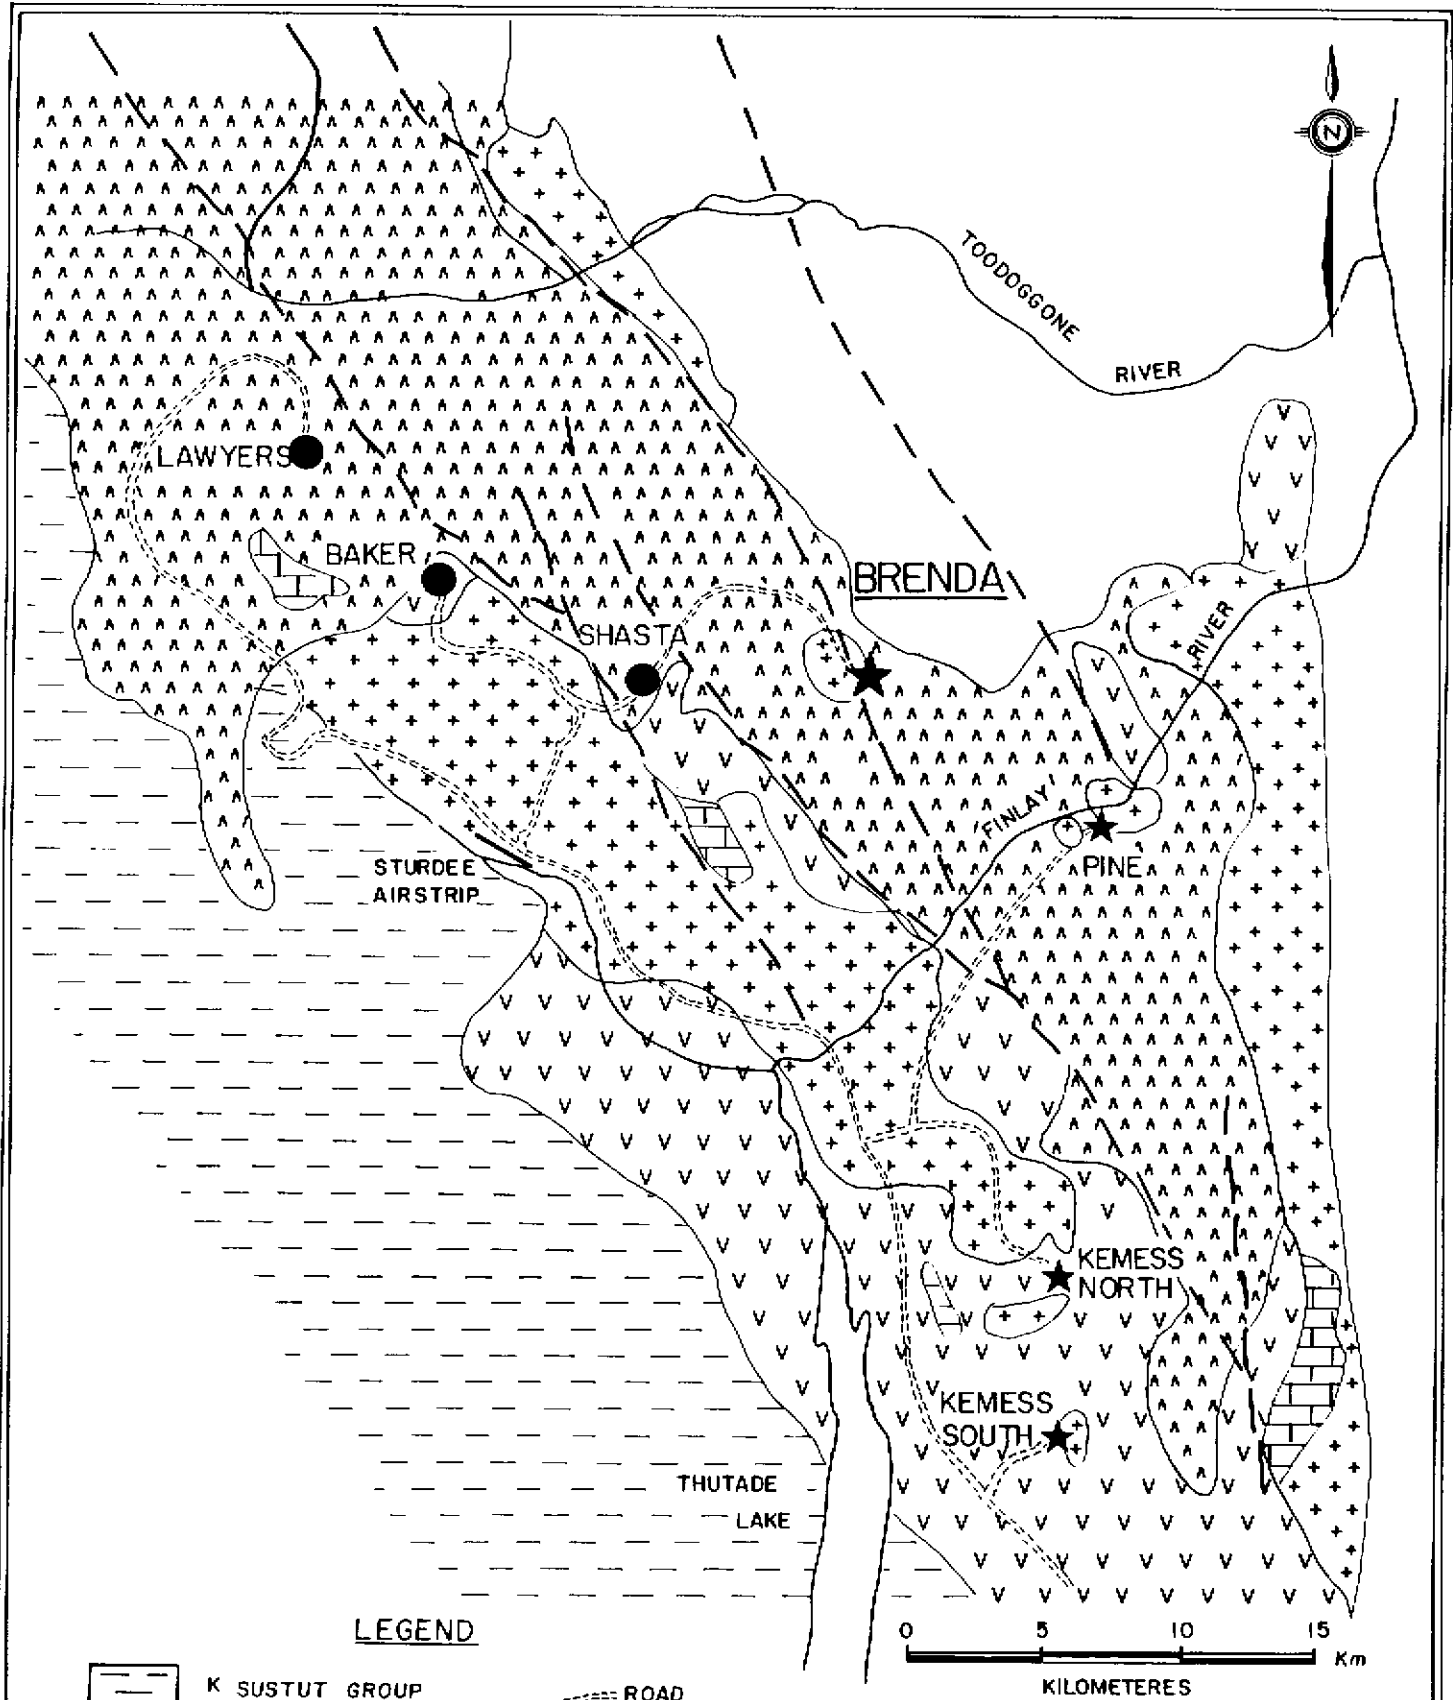 N
TOODOGGONE
RIVER
LAWYERS
BAKER
BRENDA
SHASTA
RIVER
FINLAY
PINE
STURDEE
AIRSTRIP
KEMESS
NORTH
KEMESS
SOUTH
THUTADE
LAKE
LEGEND
0 5 10 15
Km
KILOMETERES
K SUSTUT GROUP
ROAD